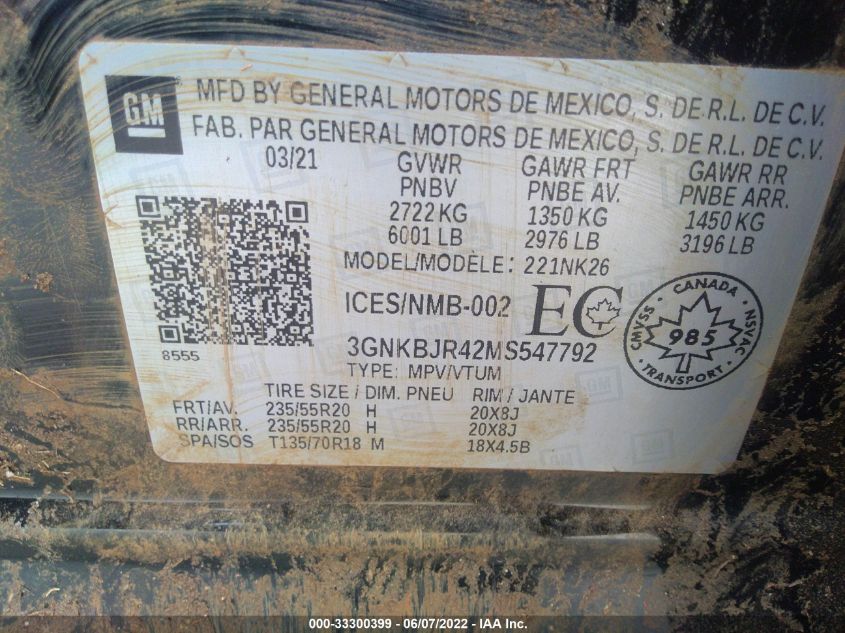 GM
MFD BY GENERAL MOTORS DE MEXICO, S. DE R.L. DE C.V.
FAB. PAR GENERAL MOTORS DE MEXICO, S. DE R.L. DE C.V.
03/21 GVWR GAWR FRT GAWR RR
PNBV PNBE AV. PNBE ARR.
2722 KG 1350 KG 1450 KG
6001 LB 2976 LB 3196 LB
MODEL/MODÈLE: 221NK26
ICES/NMB-002 EC
CANADA
CMVSS 985 NSVAC
TRANSPORT
8555
3GNKBJR42MS547792
TYPE: MPV/VTUM
TIRE SIZE / DIM. PNEU RIM / JANTE
FRT/AV. 235/55R20 H 20X8J
RR/ARR. 235/55R20 H 20X8J
SPA/SOS T135/70R18 M 18X4.5B
000-33300399 - 06/07/2022 - IAA Inc.